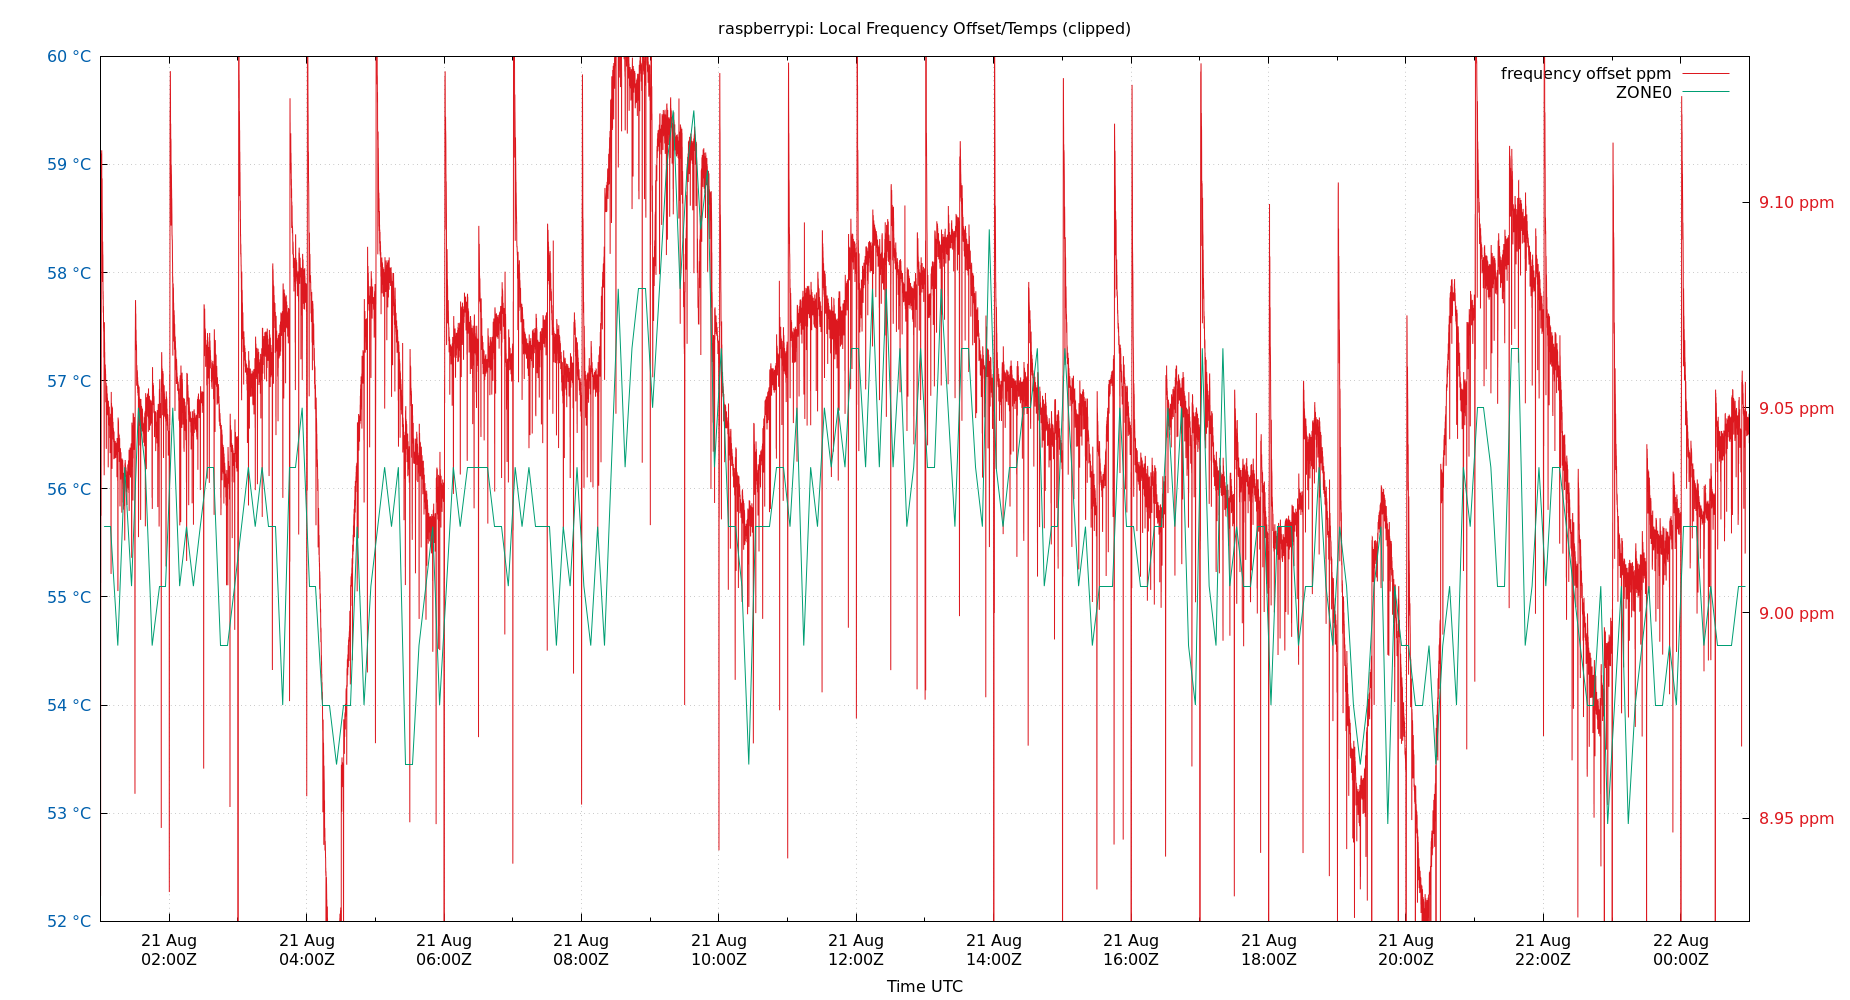 raspberrypi: Local Frequency Offset/Temps (clipped)
60 °C
59 °C
58 °C
57 °C
56 °C
55 °C
54 °C
53 °C
52 °C
frequency offset ppm
ZONE0
9.10 ppm
9.05 ppm
9.00 ppm
8.95 ppm
21 Aug
02:00Z
21 Aug
04:00Z
21 Aug
06:00Z
21 Aug
08:00Z
21 Aug
10:00Z
21 Aug
12:00Z
21 Aug
14:00Z
21 Aug
16:00Z
21 Aug
18:00Z
21 Aug
20:00Z
21 Aug
22:00Z
22 Aug
00:00Z
Time UTC